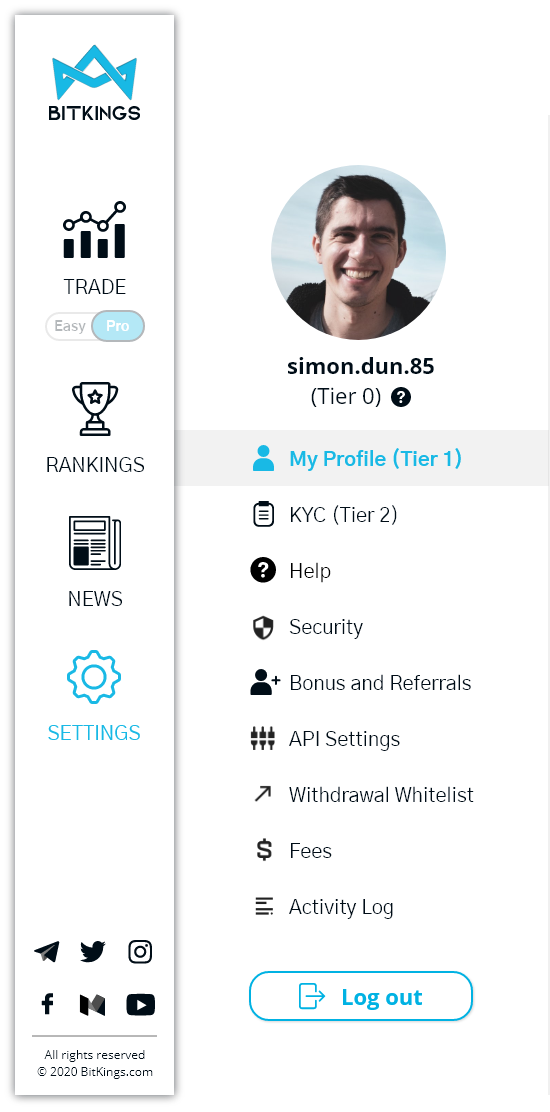 BITKINGS
TRADE
Easy Pro
RANKINGS
NEWS
SETTINGS
All rights reserved
© 2020 BitKings.com
simon.dun.85
(Tier 0) ?
My Profile (Tier 1)
KYC (Tier 2)
? Help
Security
Bonus and Referrals
API Settings
Withdrawal Whitelist
$ Fees
Activity Log
Log out